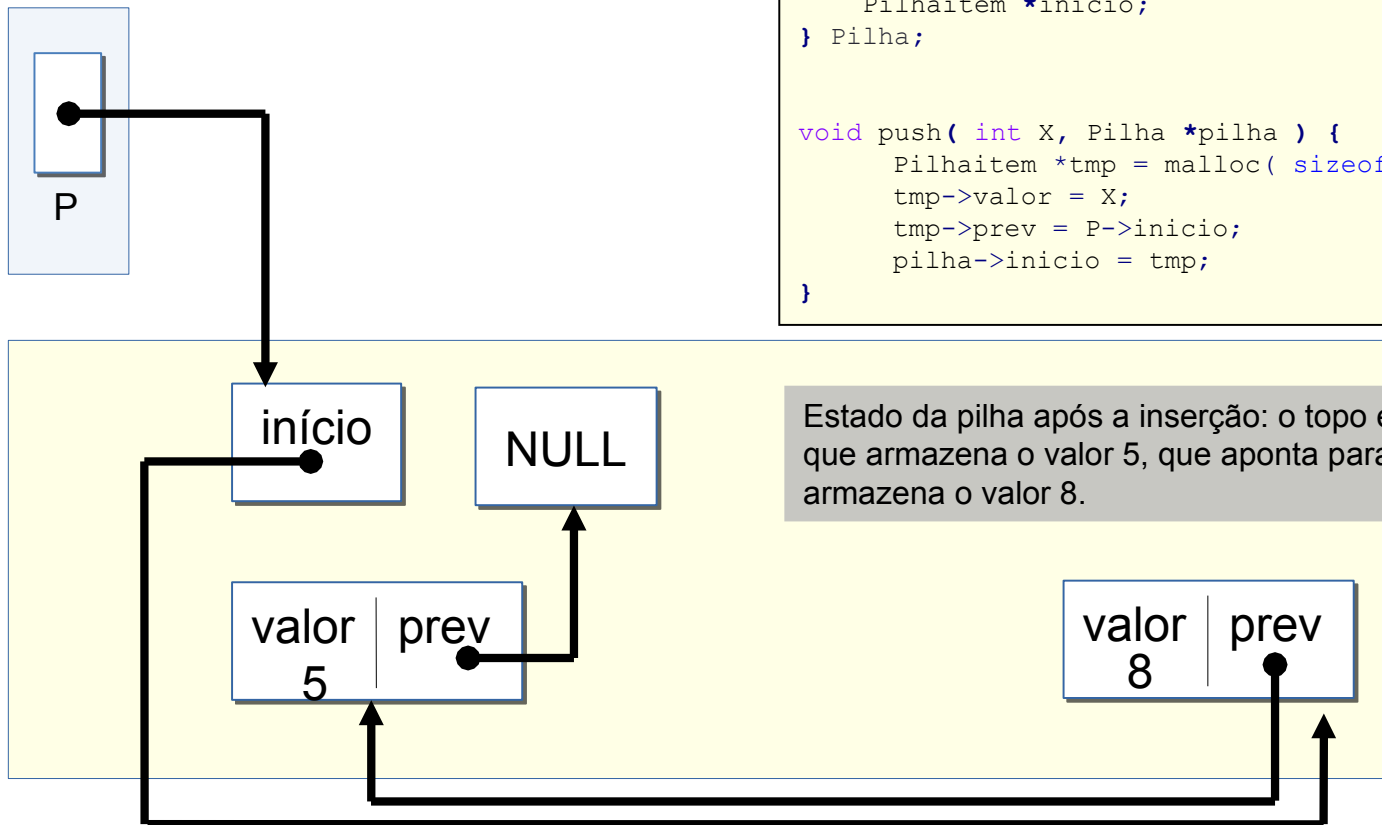 Pilhaitem *inicio;
} Pilha;
void push( int X, Pilha *pilha ) {
Pilhaitem *tmp = malloc( sizeof
tmp->valor = X;
tmp->prev = P->inicio;
pilha->inicio = tmp;
}
P
início
NULL
Estado da pilha após a inserção: o topo é
que armazena o valor 5, que aponta para
armazena o valor 8.
valor
prev
5
valor
prev
8